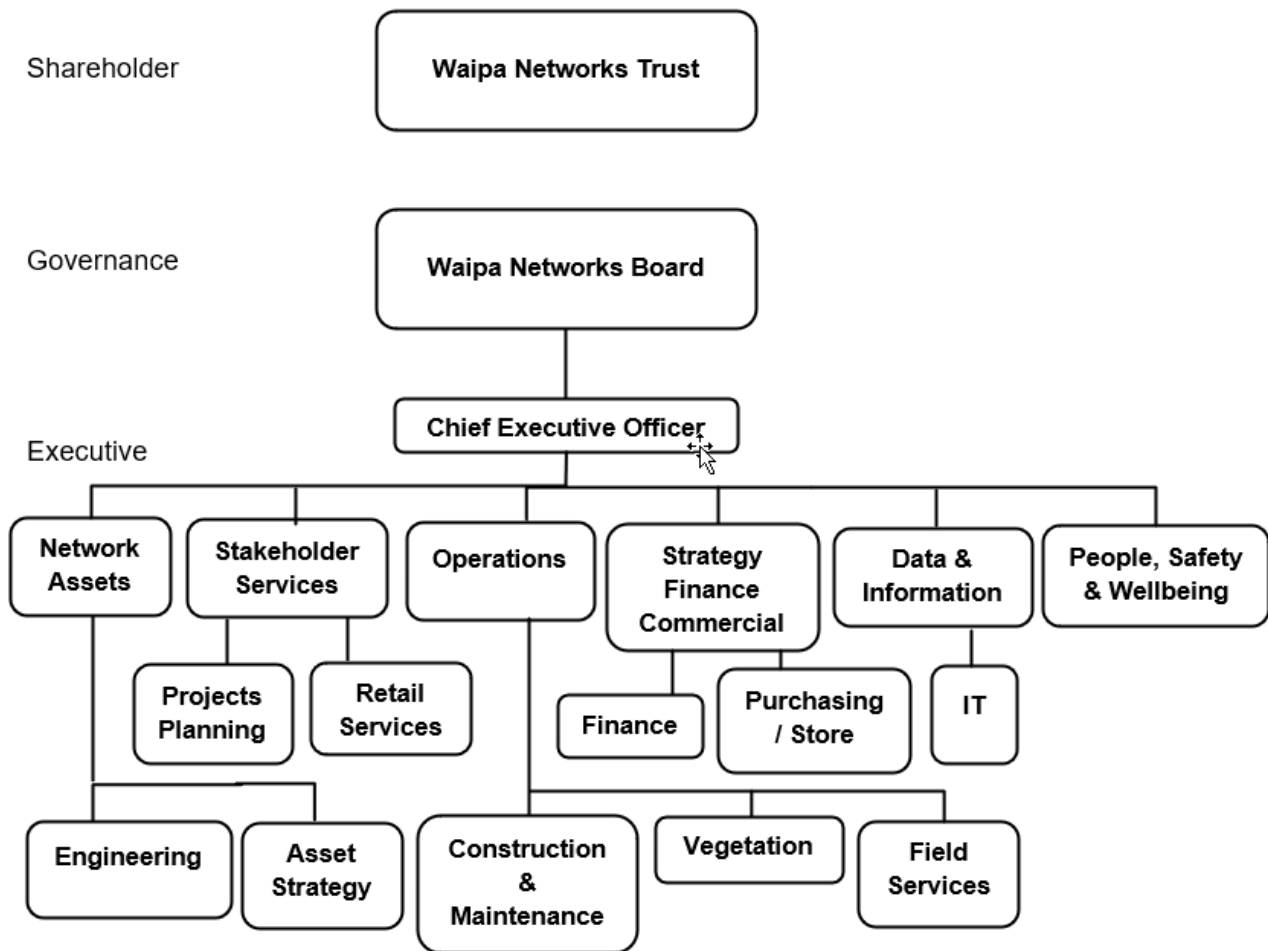 Shareholder
Waipa Networks Trust
Governance
Waipa Networks Board
Chief Executive Officer
Executive
Network
Assets
Stakeholder
Services
Operations
Strategy
Finance
Commercial
Data &
Information
People, Safety
& Wellbeing
Projects
Planning
Retail
Services
Finance
Purchasing
/ Store
IT
Engineering
Asset
Strategy
Construction
&
Maintenance
Vegetation
Field
Services